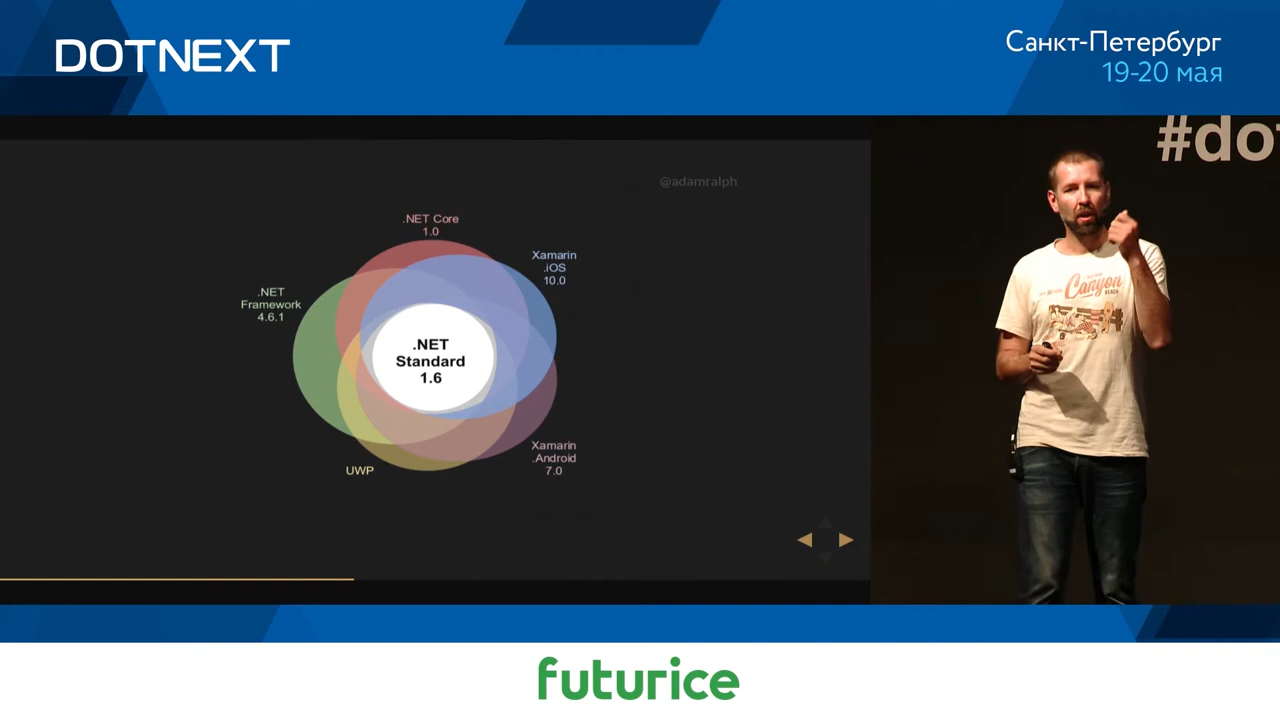 DOTNEXT
Санкт-Петербург
19-20 мая
#do
@adamralph
.NET Core
1.0
Xamarin
.iOS
10.0
.NET
Framework
4.6.1
.NET
Standard
1.6
Xamarin
.Android
7.0
UWP
Canyon
BEACH
futurice